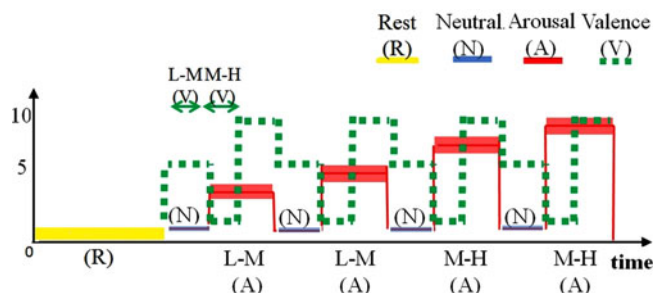 Rest Neutral Arousal Valence
(R) (N) (A) (V)
L-M M-H
(V) (V)
10
5
(N) (N) (N) (N)
0
(R) L-M L-M M-H M-H time
(A) (A) (A) (A)